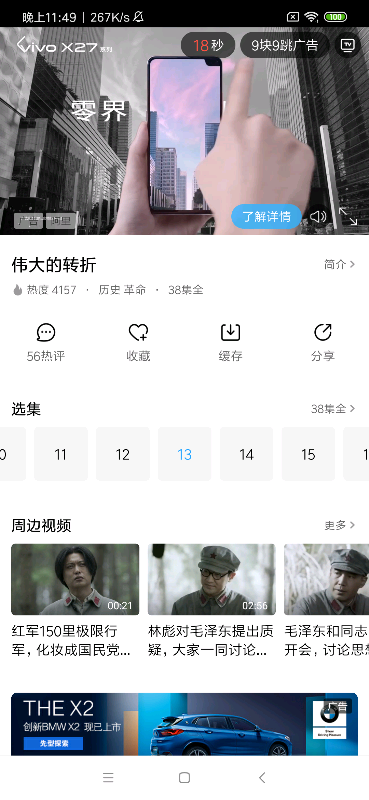 晚上11:49 | 267K/s
100
vivo X27 系列
18秒
9块9跳广告
TV
零界
广告
了解详情
伟大的转折
简介
热度 4157 · 历史 革命 · 38集全
56热评
收藏
缓存
分享
选集
38集全
0
11
12
13
14
15
1
周边视频
更多
00:21
02:56
红军150里极限行
军，化妆成国民党...
林彪对毛泽东提出质
疑，大家一同讨论...
毛泽东和同志
开会，讨论思想
THE X2
广告
创新BMW X2 现已上市
先型探索